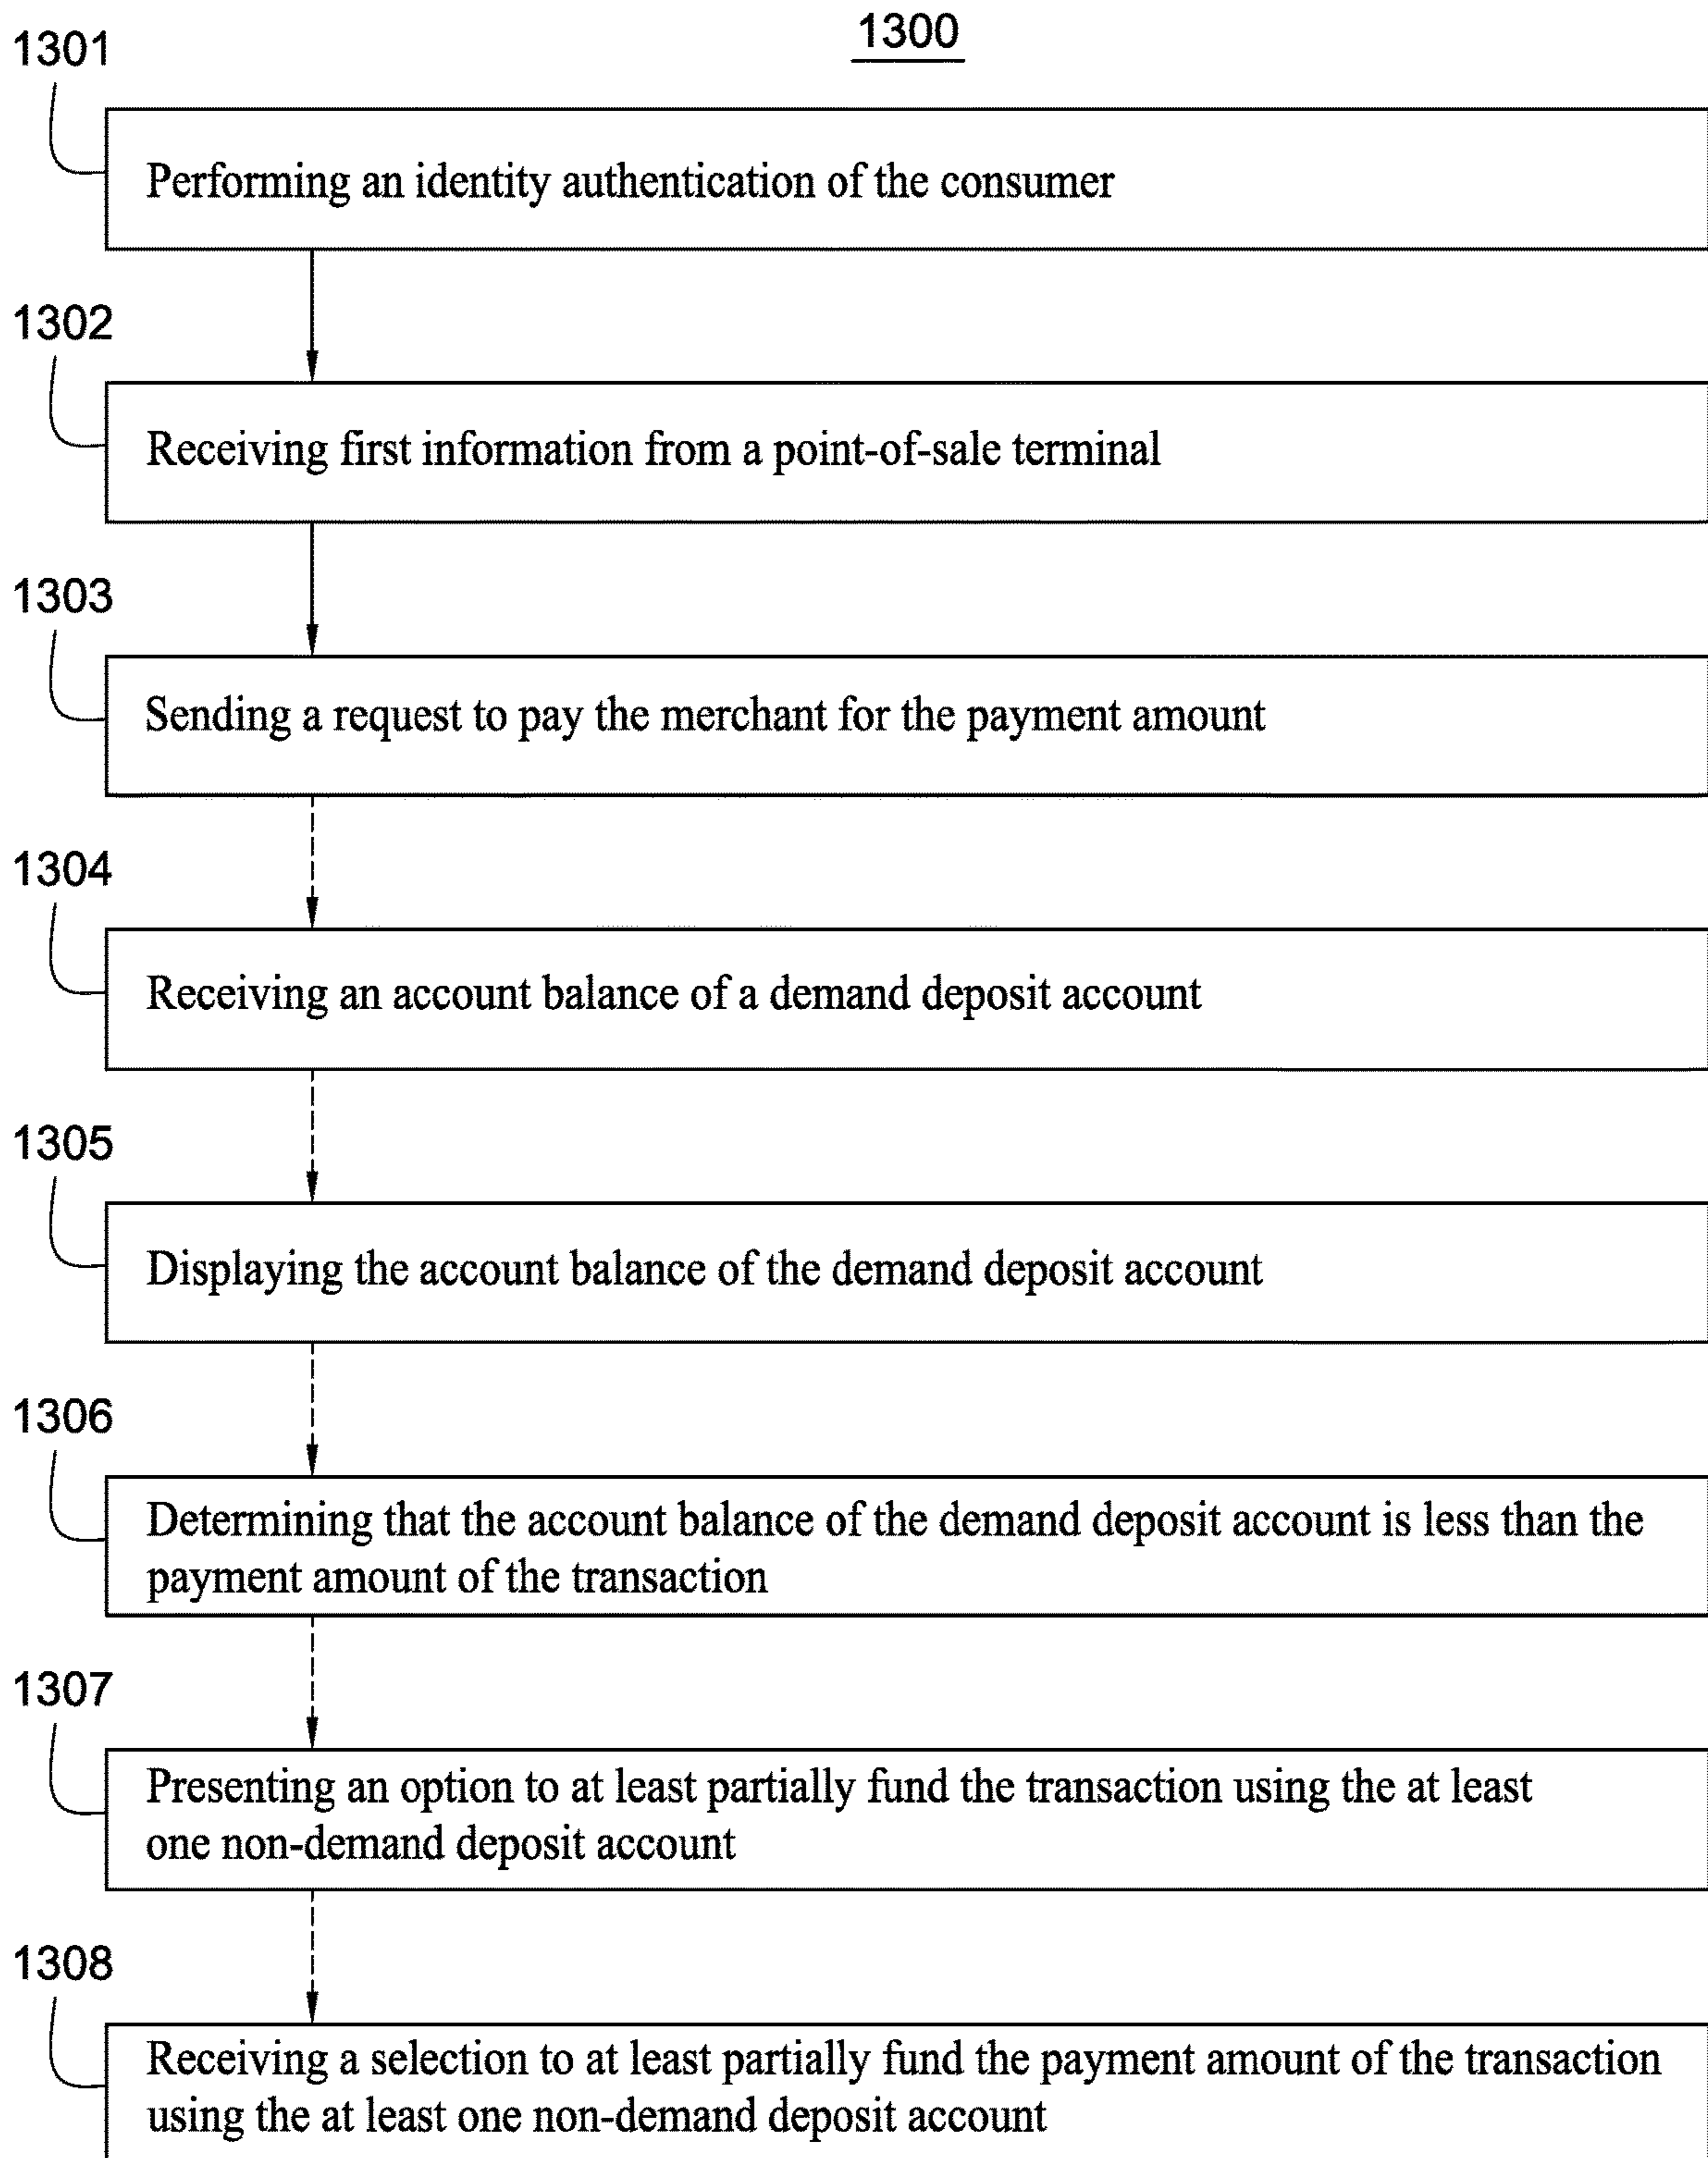 1300
1301
Performing an identity authentication of the consumer
1302
Receiving first information from a point-of-sale terminal
1303
Sending a request to pay the merchant for the payment amount
1304
Receiving an account balance of a demand deposit account
1305
Displaying the account balance of the demand deposit account
1306
Determining that the account balance of the demand deposit account is less than the
payment amount of the transaction
1307
Presenting an option to at least partially fund the transaction using the at least
one non-demand deposit account
1308
Receiving a selection to at least partially fund the payment amount of the transaction
using the at least one non-demand deposit account